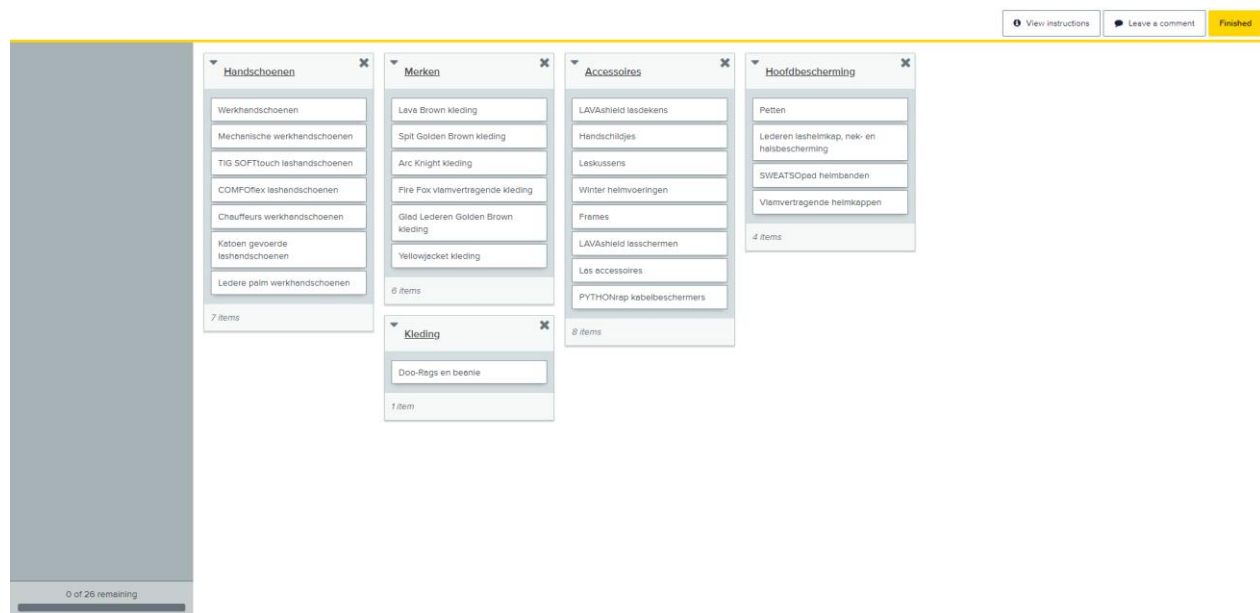 View instructions
Leave a comment
Finished
Handschoenen
Werkhandschoenen
Mechanische werkhandschoenen
TIG SOFTtouch lashandschoenen
COMFOflex lashandschoenen
Chauffeurs werkhandschoenen
Katoen gevoerde
lashandschoenen
Ledere palm werkhandschoenen
7 items
Merken
Lava Brown kleding
Spit Golden Brown kleding
Arc Knight kleding
Fire Fox vlamvertragende kleding
Glad Lederen Golden Brown
kleding
Yellowjacket kleding
6 items
Kleding
Doo-Rags en beanie
1 item
Accessoires
LAVAshield lasdekens
Handschildjes
Laskussens
Winter helmvoeringen
Frames
LAVAshield lasschermen
Las accessoires
PYTHONrap kabelbeschermers
8 items
Hoofdbescherming
Petten
Lederen lashelmkap, nek- en
halsbescherming
SWEATSOpad helmbanden
Vlamvertragende helmkappen
4 items
0 of 26 remaining